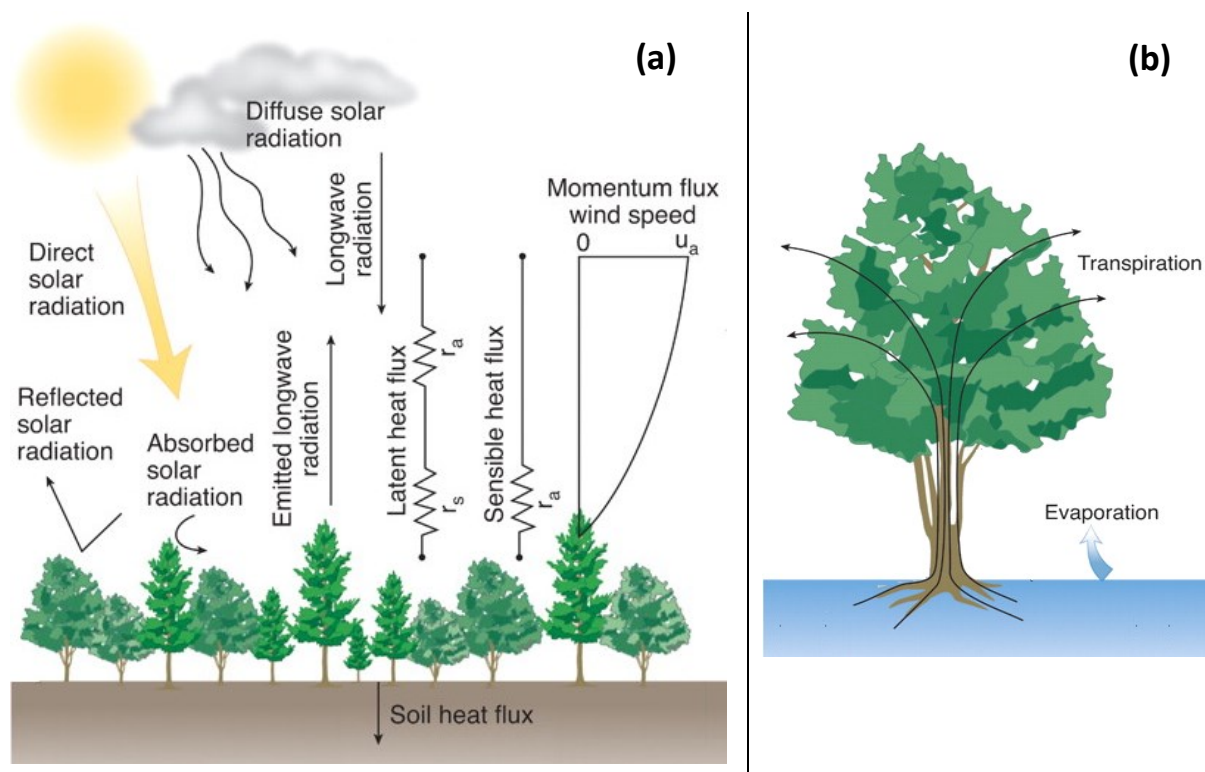 (a)
Diffuse solar
radiation
Longwave
radiation
Momentum flux
wind speed
0 uₐ
Direct
solar
radiation
Reflected
solar
radiation
Absorbed
solar
radiation
Emitted longwave
radiation
Latent heat flux
rₐ
rₛ
Sensible heat flux
rₐ
Soil heat flux
(b)
Transpiration
Evaporation